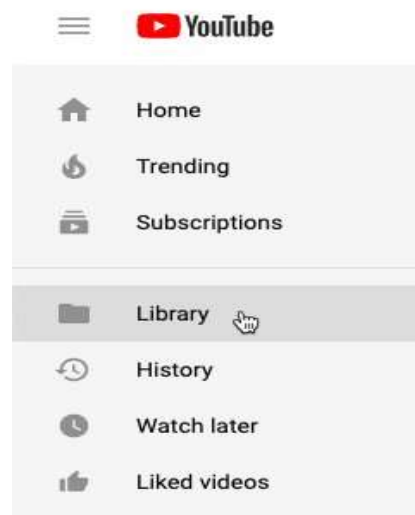 YouTube
Home
Trending
Subscriptions
Library
History
Watch later
Liked videos